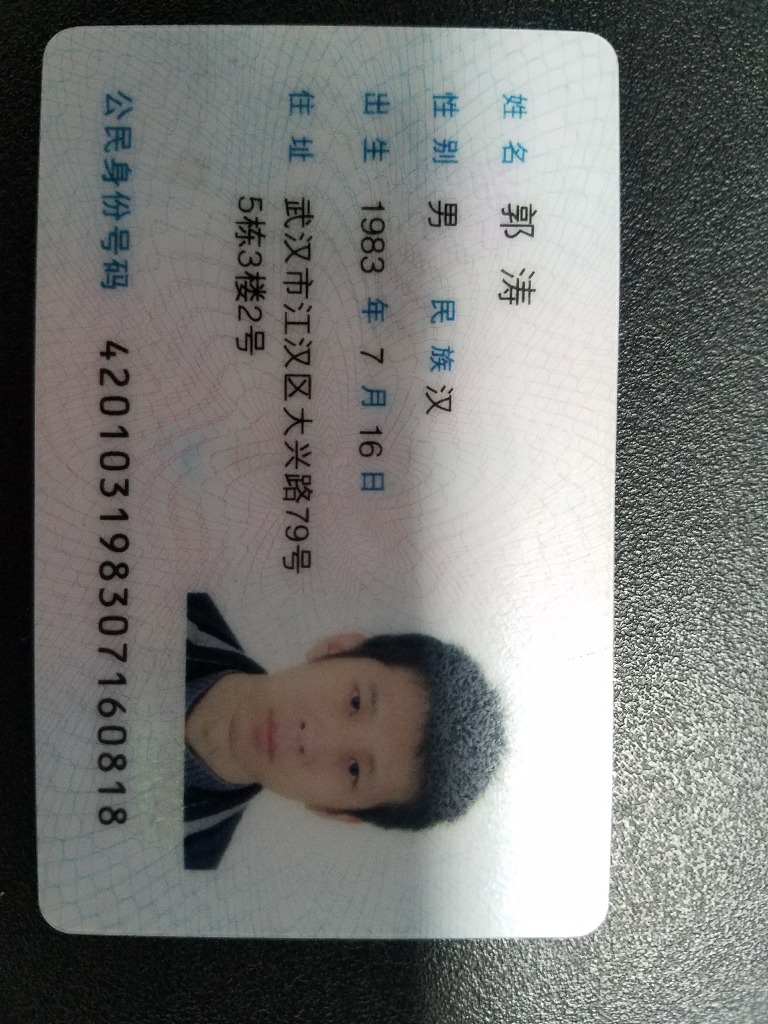 姓名 郭涛
性别 男 民族 汉
出生 1983 年 7 月 16 日
住址 武汉市江汉区大兴路79号
5栋3楼2号
公民身份号码 420103198307160818